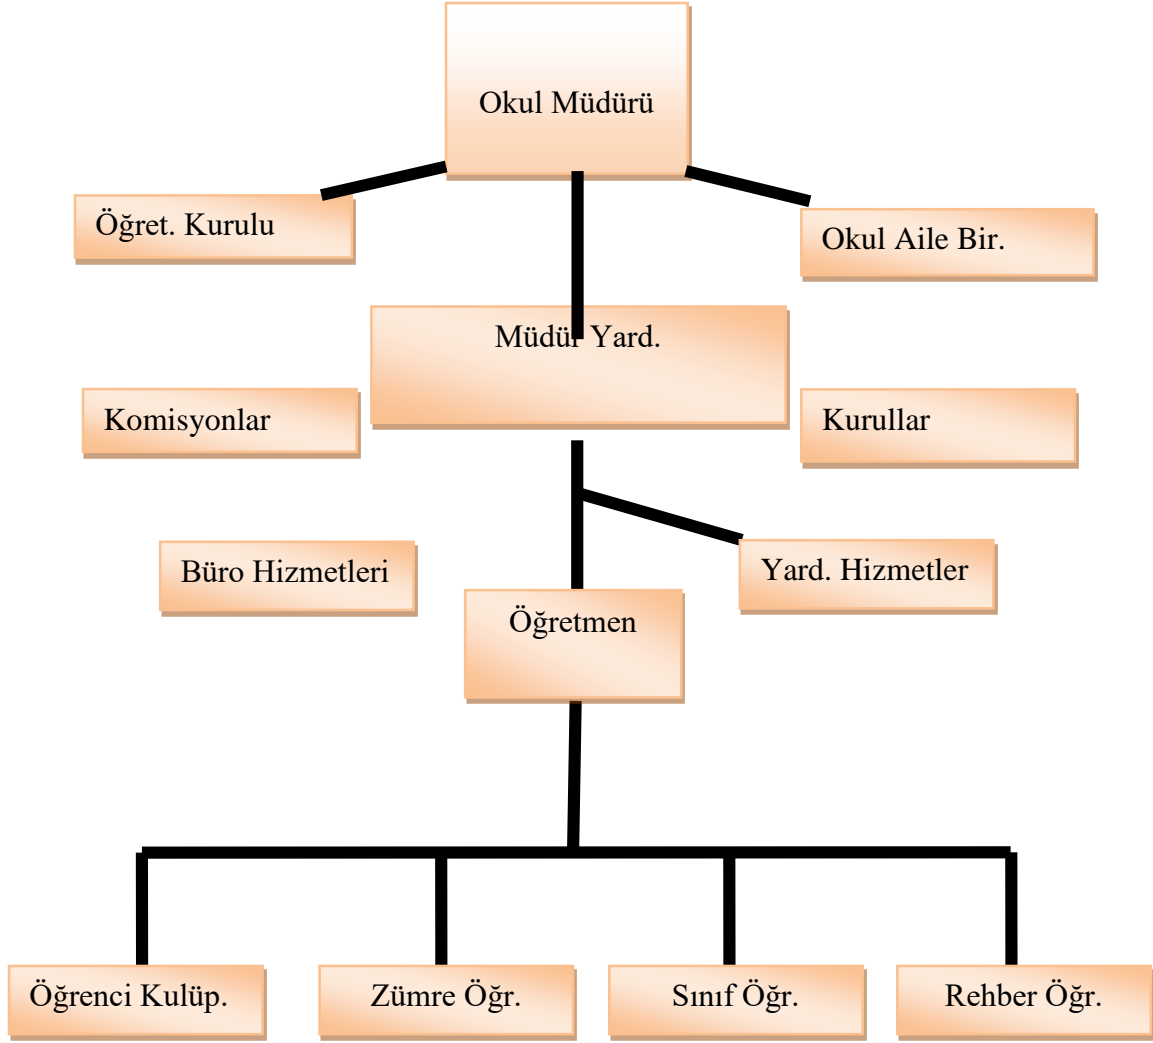 Okul Müdürü
Öğret. Kurulu
Okul Aile Bir.
Müdür Yard.
Komisyonlar
Kurullar
Büro Hizmetleri
Yard. Hizmetler
Öğretmen
Öğrenci Kulüp.
Zümre Öğr.
Sınıf Öğr.
Rehber Öğr.